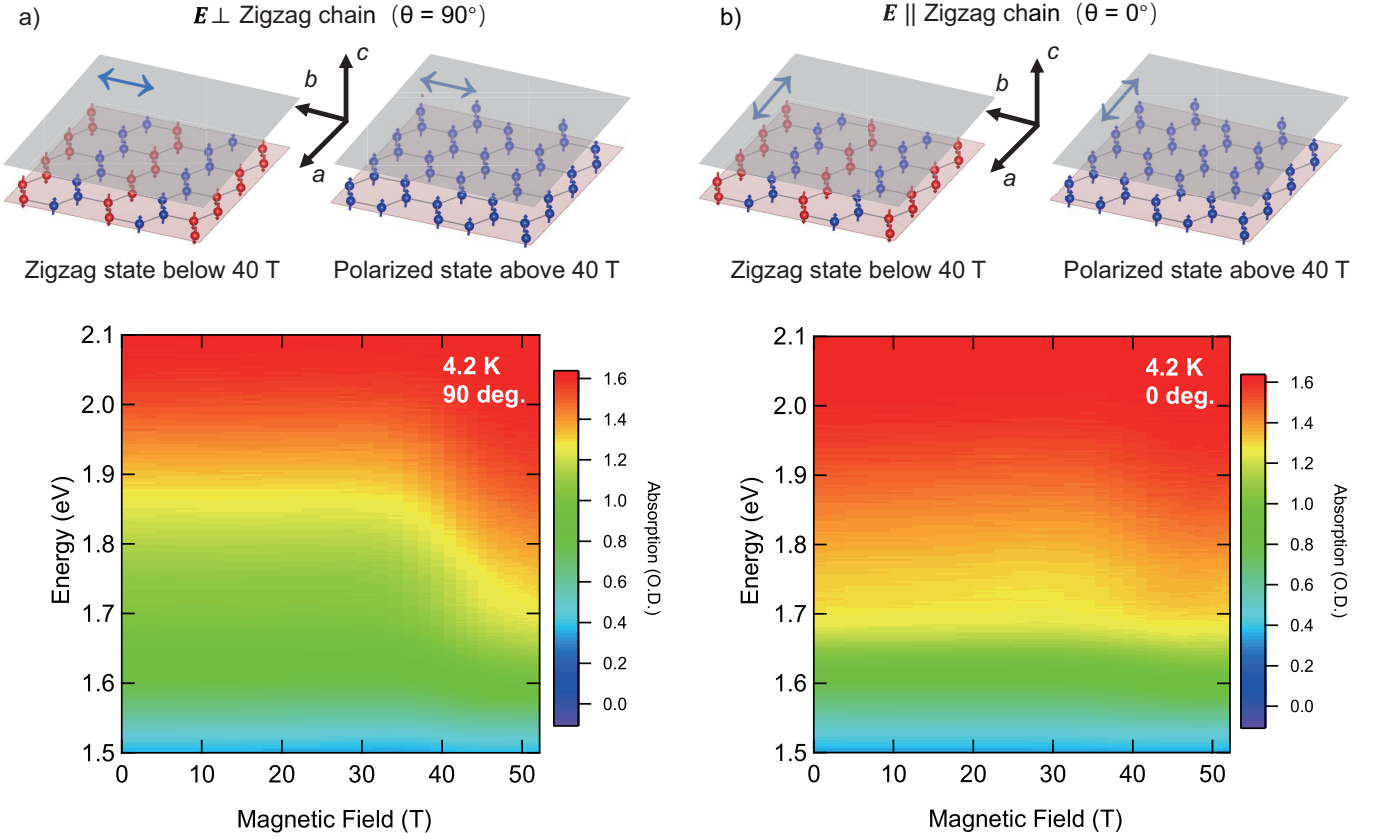 a)
E ⊥ Zigzag chain (θ = 90°)
c
b
a
Zigzag state below 40 T
Polarized state above 40 T
2.1
2.0
1.9
1.8
1.7
1.6
1.5
Energy (eV)
4.2 K
90 deg.
0
10
20
30
40
50
Magnetic Field (T)
1.6
1.4
1.2
1.0
0.8
0.6
0.4
0.2
0.0
Absorption (O.D.)
b)
E || Zigzag chain (θ = 0°)
c
b
a
Zigzag state below 40 T
Polarized state above 40 T
2.1
2.0
1.9
1.8
1.7
1.6
1.5
Energy (eV)
4.2 K
0 deg.
0
10
20
30
40
50
Magnetic Field (T)
1.6
1.4
1.2
1.0
0.8
0.6
0.4
0.2
0.0
Absorption (O.D.)